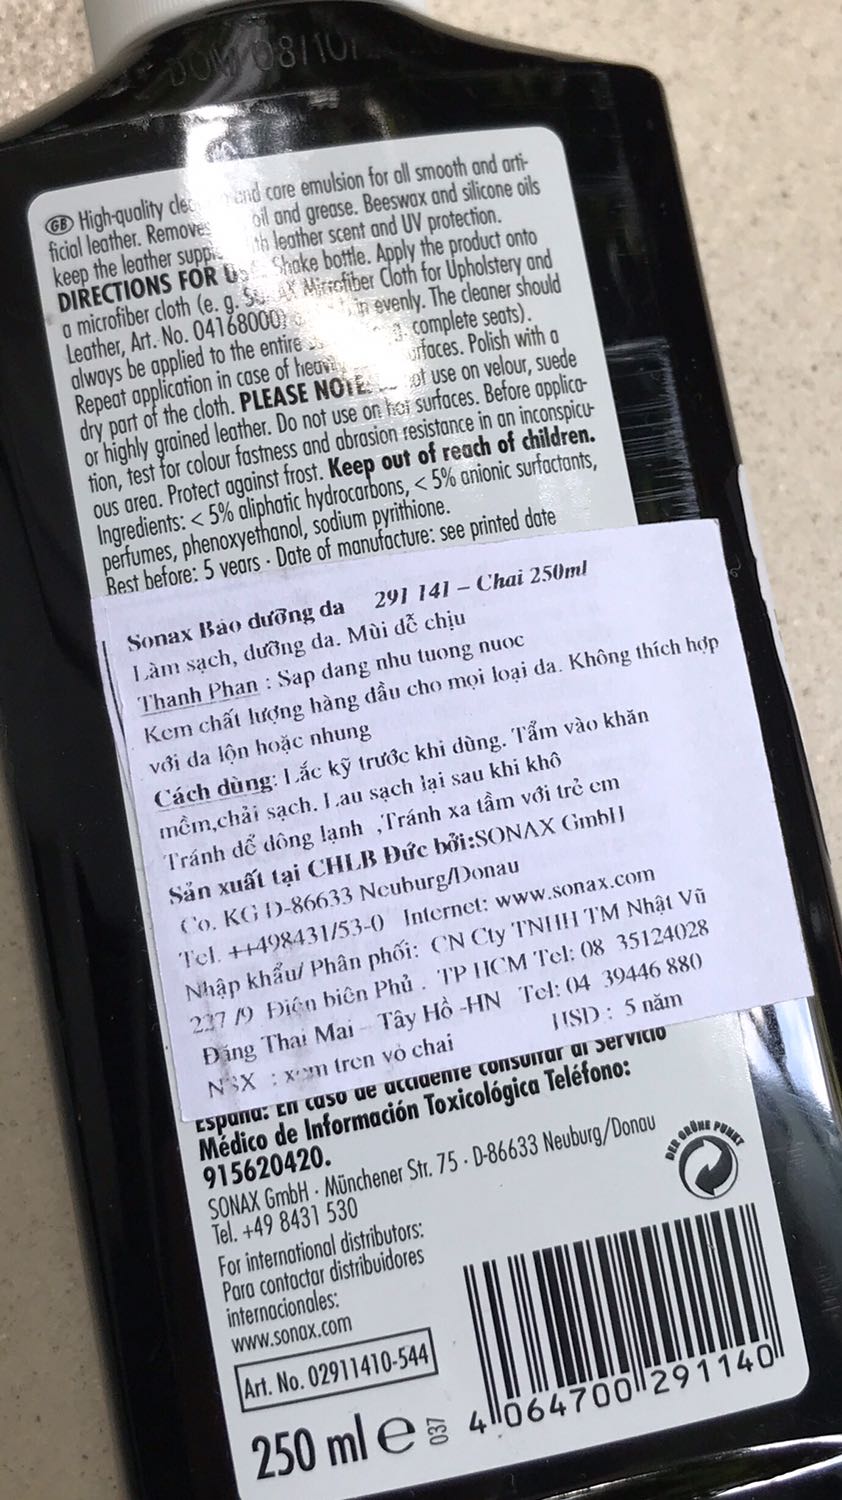 DOM 08/10
GB High-quality and care emulsion for all smooth and arti-
ficial leather. Removes oil and grease. Beeswax and silicone oils
keep the leather leather scent and UV protection.
DIRECTIONS FOR Shake bottle. Apply the product onto
a microfiber cloth (e. g. Microfiber Cloth for Upholstery and
Leather, Art. No. 04168000) evenly. The cleaner should
always be applied to the entire complete seats).
Repeat application in case of Polish with a
dry part of the cloth. PLEASE NOTE: use on velour, suede
or highly grained leather. Do not use on hot surfaces. Before applica-
tion, test for colour fastness and abrasion resistance in an inconspicu-
ous area. Protect against frost. Keep out of reach of children.
Ingredients: < 5% aliphatic hydrocarbons, < 5% anionic surfactants,
perfumes, phenoxyethanol, sodium pyrithione.
Best before: 5 years · Date of manufacture: see printed date
Sonax Bảo dưỡng da 291 141 – Chai 250ml
Làm sạch, dưỡng da. Mùi dễ chịu
Thanh Phan : Sap dang nhu tuong nuoc
Kem chất lượng hàng đầu cho mọi loại da. Không thích hợp
với da lộn hoặc nhung
Cách dùng: Lắc kỹ trước khi dùng. Tẩm vào khăn
mềm,chải sạch. Lau sạch lại sau khi khô
Tránh để đông lạnh ,Tránh xa tầm với trẻ em
Sản xuất tại CHLB Đức bởi:SONAX GmbH
Co. KG D-86633 Neuburg/Donau
Tel. ++498431/53-0 Internet: www.sonax.com
Nhập khẩu/ Phân phối: CN Cty TNHH TM Nhật Vũ
227 /9 Điện biên Phủ . TP HCM Tel: 08 35124028
Đặng Thai Mai – Tây Hồ -HN Tel: 04 39446 880
NSX : xem tren vỏ chai HSD : 5 năm
España: En caso de accidente consultar al Servicio
Médico de Información Toxicológica Teléfono:
915620420.
SONAX GmbH · Münchener Str. 75 · D-86633 Neuburg/Donau
Tel. +49 8431 530
DER GRÜNE PUNKT
For international distributors:
Para contactar distribuidores
internacionales:
www.sonax.com
Art. No. 02911410-544
250 ml e 037
4 064700 291140